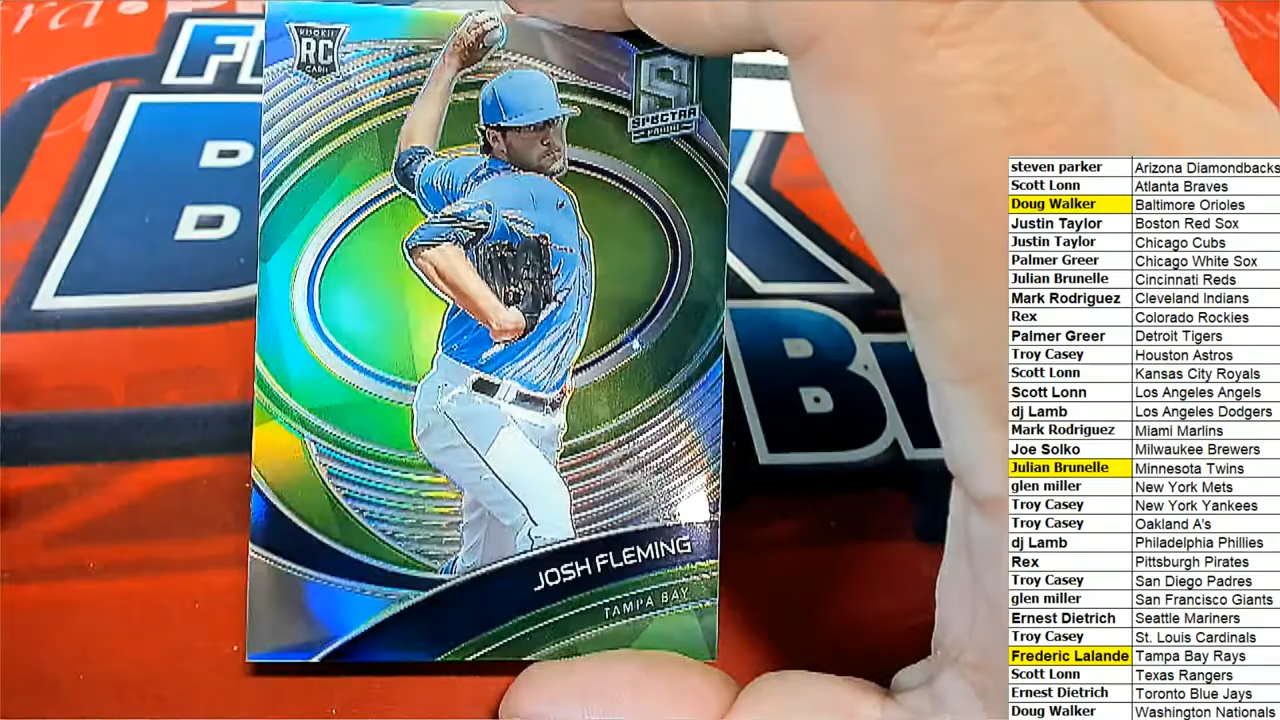 ROOKIE
RC
CARD
S
SPECTRA
PANINI
JOSH FLEMING
TAMPA BAY
steven parker Arizona Diamondbacks
Scott Lonn Atlanta Braves
Doug Walker Baltimore Orioles
Justin Taylor Boston Red Sox
Justin Taylor Chicago Cubs
Palmer Greer Chicago White Sox
Julian Brunelle Cincinnati Reds
Mark Rodriguez Cleveland Indians
Rex Colorado Rockies
Palmer Greer Detroit Tigers
Troy Casey Houston Astros
Scott Lonn Kansas City Royals
Scott Lonn Los Angeles Angels
dj Lamb Los Angeles Dodgers
Mark Rodriguez Miami Marlins
Joe Solko Milwaukee Brewers
Julian Brunelle Minnesota Twins
glen miller New York Mets
Troy Casey New York Yankees
Troy Casey Oakland A's
dj Lamb Philadelphia Phillies
Rex Pittsburgh Pirates
Troy Casey San Diego Padres
glen miller San Francisco Giants
Ernest Dietrich Seattle Mariners
Troy Casey St. Louis Cardinals
Frederic Lalande Tampa Bay Rays
Scott Lonn Texas Rangers
Ernest Dietrich Toronto Blue Jays
Doug Walker Washington Nationals